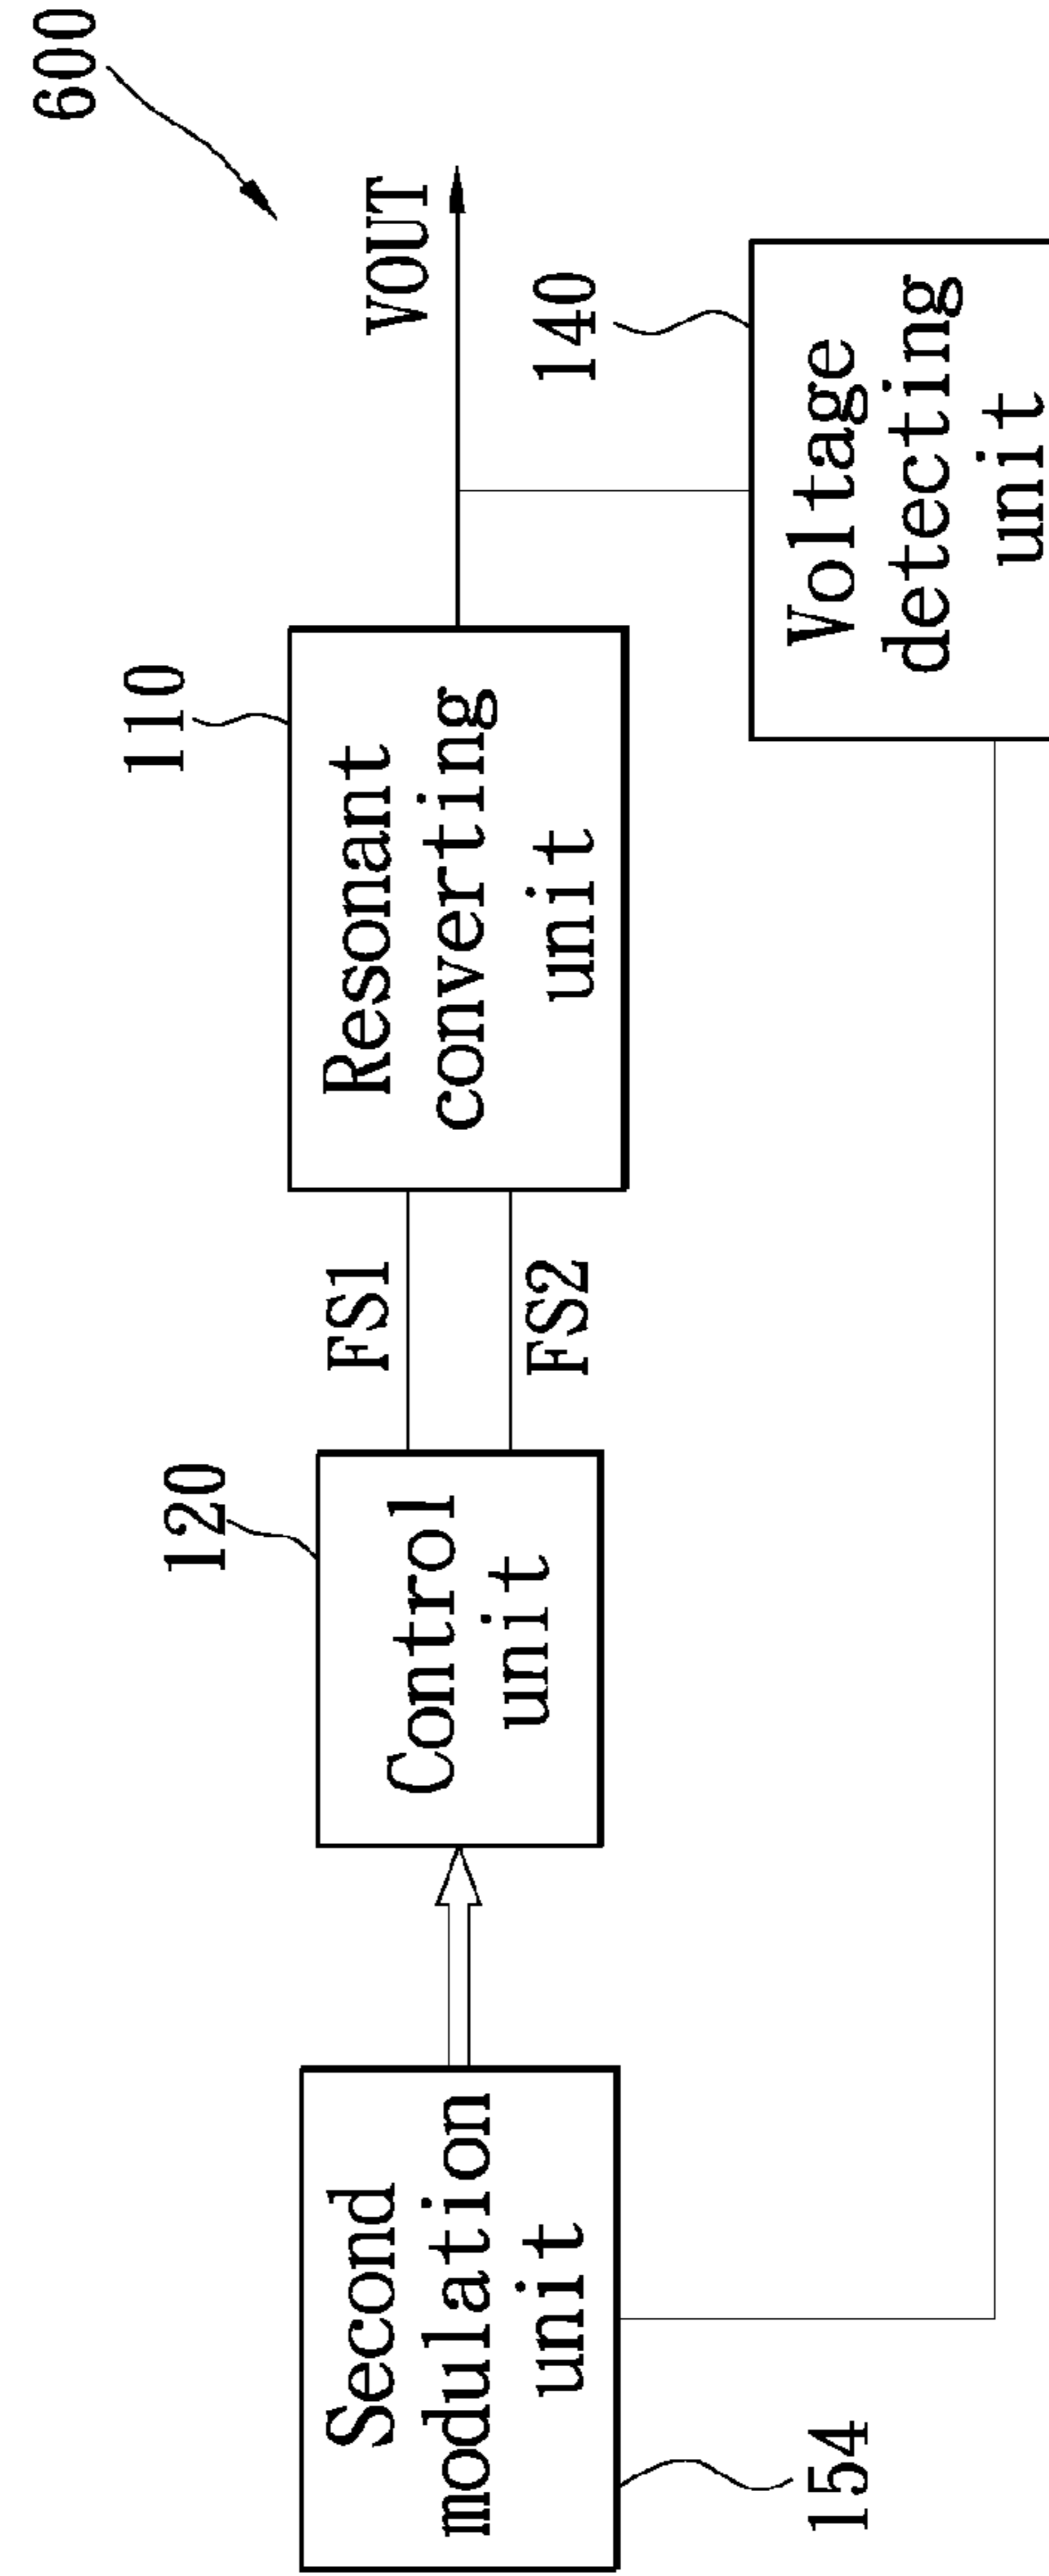 600
VOUT
110
Resonant
converting
unit
140
Voltage
detecting
unit
FS1
FS2
120
Control
unit
Second
modulation
unit
154